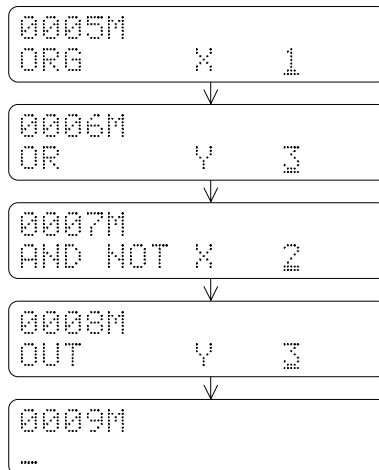 0005M
ORG X 1
0006M
OR Y 3
0007M
AND NOT X 2
0008M
OUT Y 3
0009M